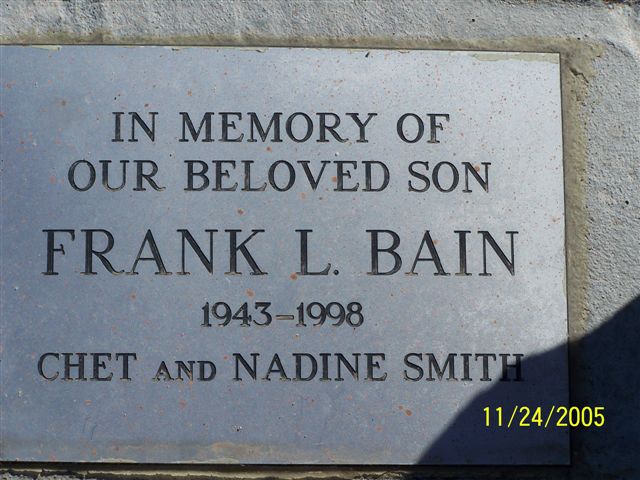 IN MEMORY OF
OUR BELOVED SON
FRANK L. BAIN
1943–1998
CHET AND NADINE SMITH
11/24/2005